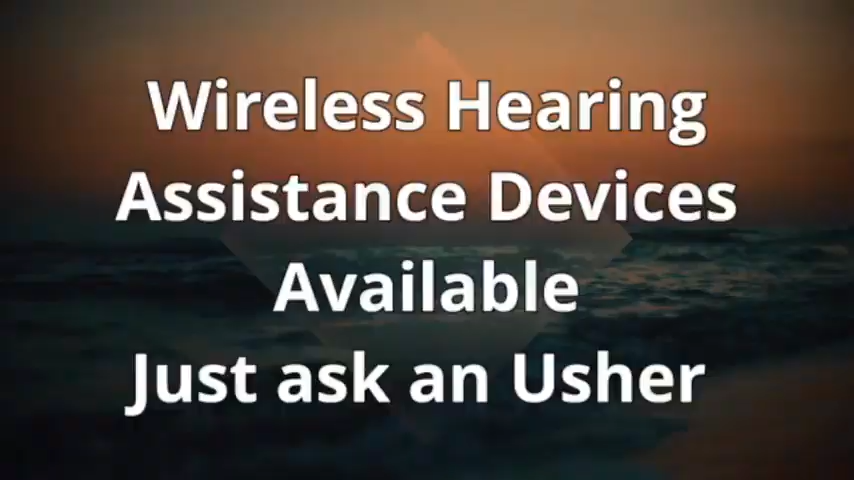 Wireless Hearing
Assistance Devices
Available
Just ask an Usher